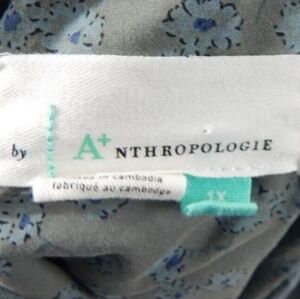 by A+ NTHROPOLOGIE
in cambodia
fabriqué au cambodge
1X